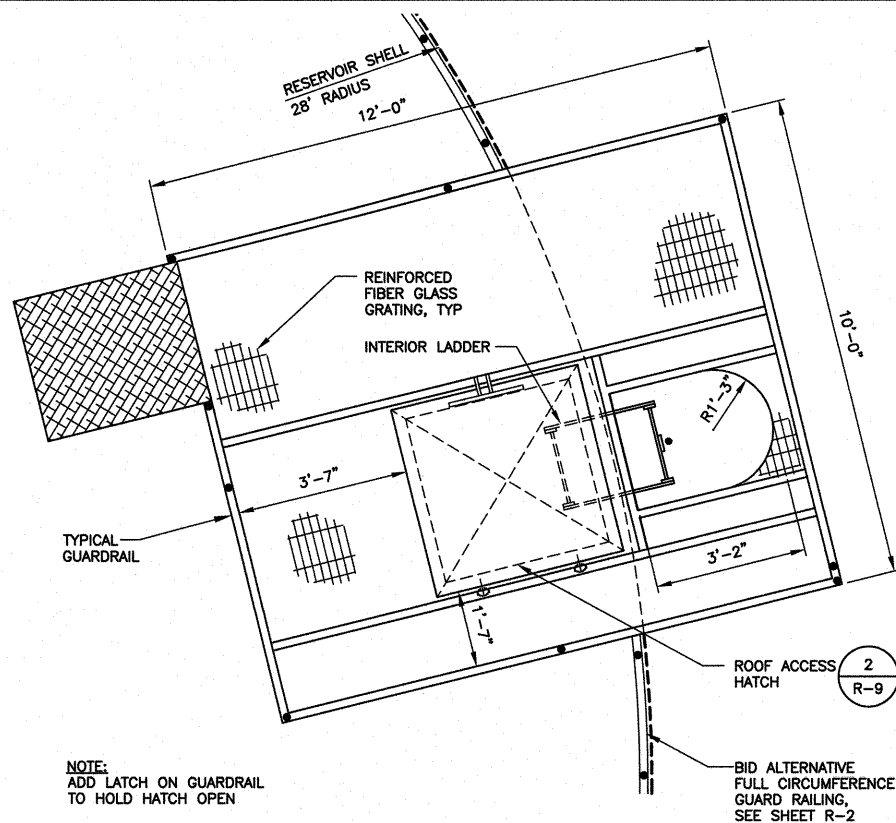 RESERVOIR SHELL
28' RADIUS
12'-0"
REINFORCED
FIBER GLASS
GRATING, TYP
INTERIOR LADDER
10'-0"
R1'-3"
3'-7"
TYPICAL
GUARDRAIL
3'-2"
1'-7"
ROOF ACCESS
HATCH
2
R-9
NOTE:
ADD LATCH ON GUARDRAIL
TO HOLD HATCH OPEN
BID ALTERNATIVE
FULL CIRCUMFERENCE
GUARD RAILING,
SEE SHEET R-2